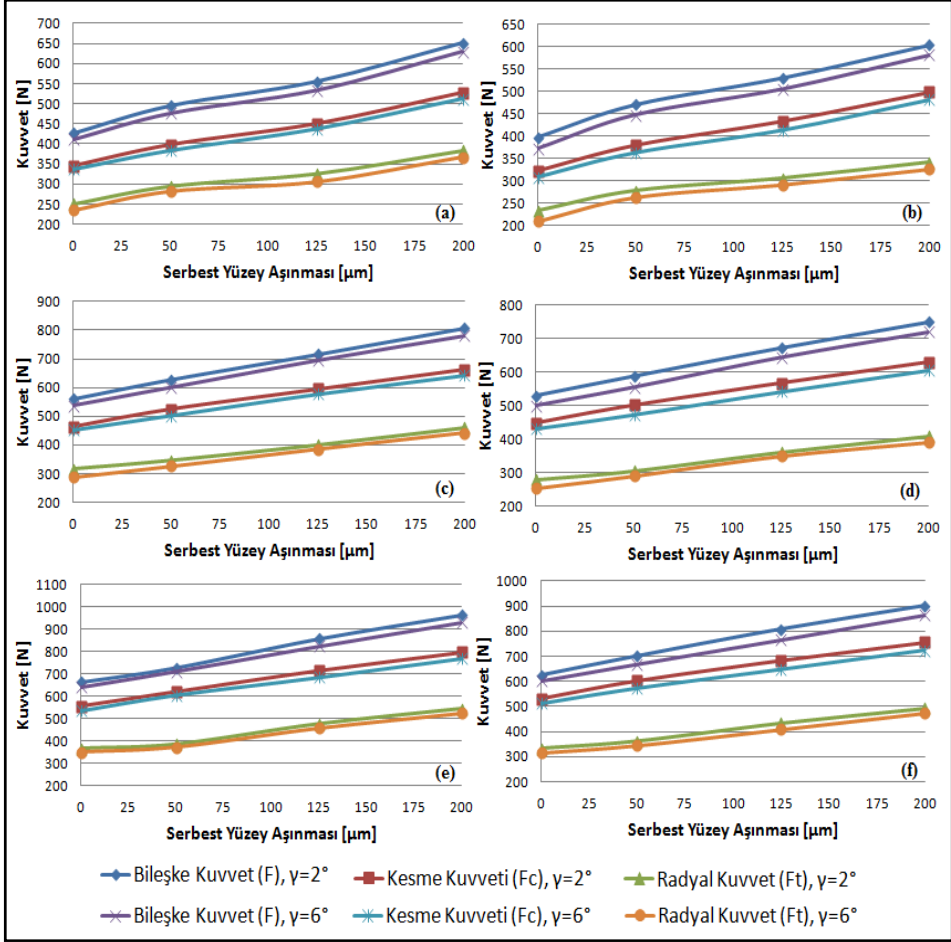 700
650
600
550
500
450
400
350
300
250
200
Kuvvet [N]
(a)
0 25 50 75 100 125 150 175 200
Serbest Yüzey Aşınması [µm]
650
600
550
500
450
400
350
300
250
200
Kuvvet [N]
(b)
0 25 50 75 100 125 150 175 200
Serbest Yüzey Aşınması [µm]
900
800
700
600
500
400
300
200
Kuvvet [N]
(c)
0 25 50 75 100 125 150 175 200
Serbest Yüzey Aşınması [µm]
800
700
600
500
400
300
200
Kuvvet [N]
(d)
0 25 50 75 100 125 150 175 200
Serbest Yüzey Aşınması [µm]
1100
1000
900
800
700
600
500
400
300
200
Kuvvet [N]
(e)
0 25 50 75 100 125 150 175 200
Serbest Yüzey Aşınması [µm]
1000
900
800
700
600
500
400
300
200
Kuvvet [N]
(f)
0 25 50 75 100 125 150 175 200
Serbest Yüzey Aşınması [µm]
Bileşke Kuvvet (F), γ=2° Kesme Kuvveti (Fc), γ=2° Radyal Kuvvet (Ft), γ=2°
Bileşke Kuvvet (F), γ=6° Kesme Kuvveti (Fc), γ=6° Radyal Kuvvet (Ft), γ=6°